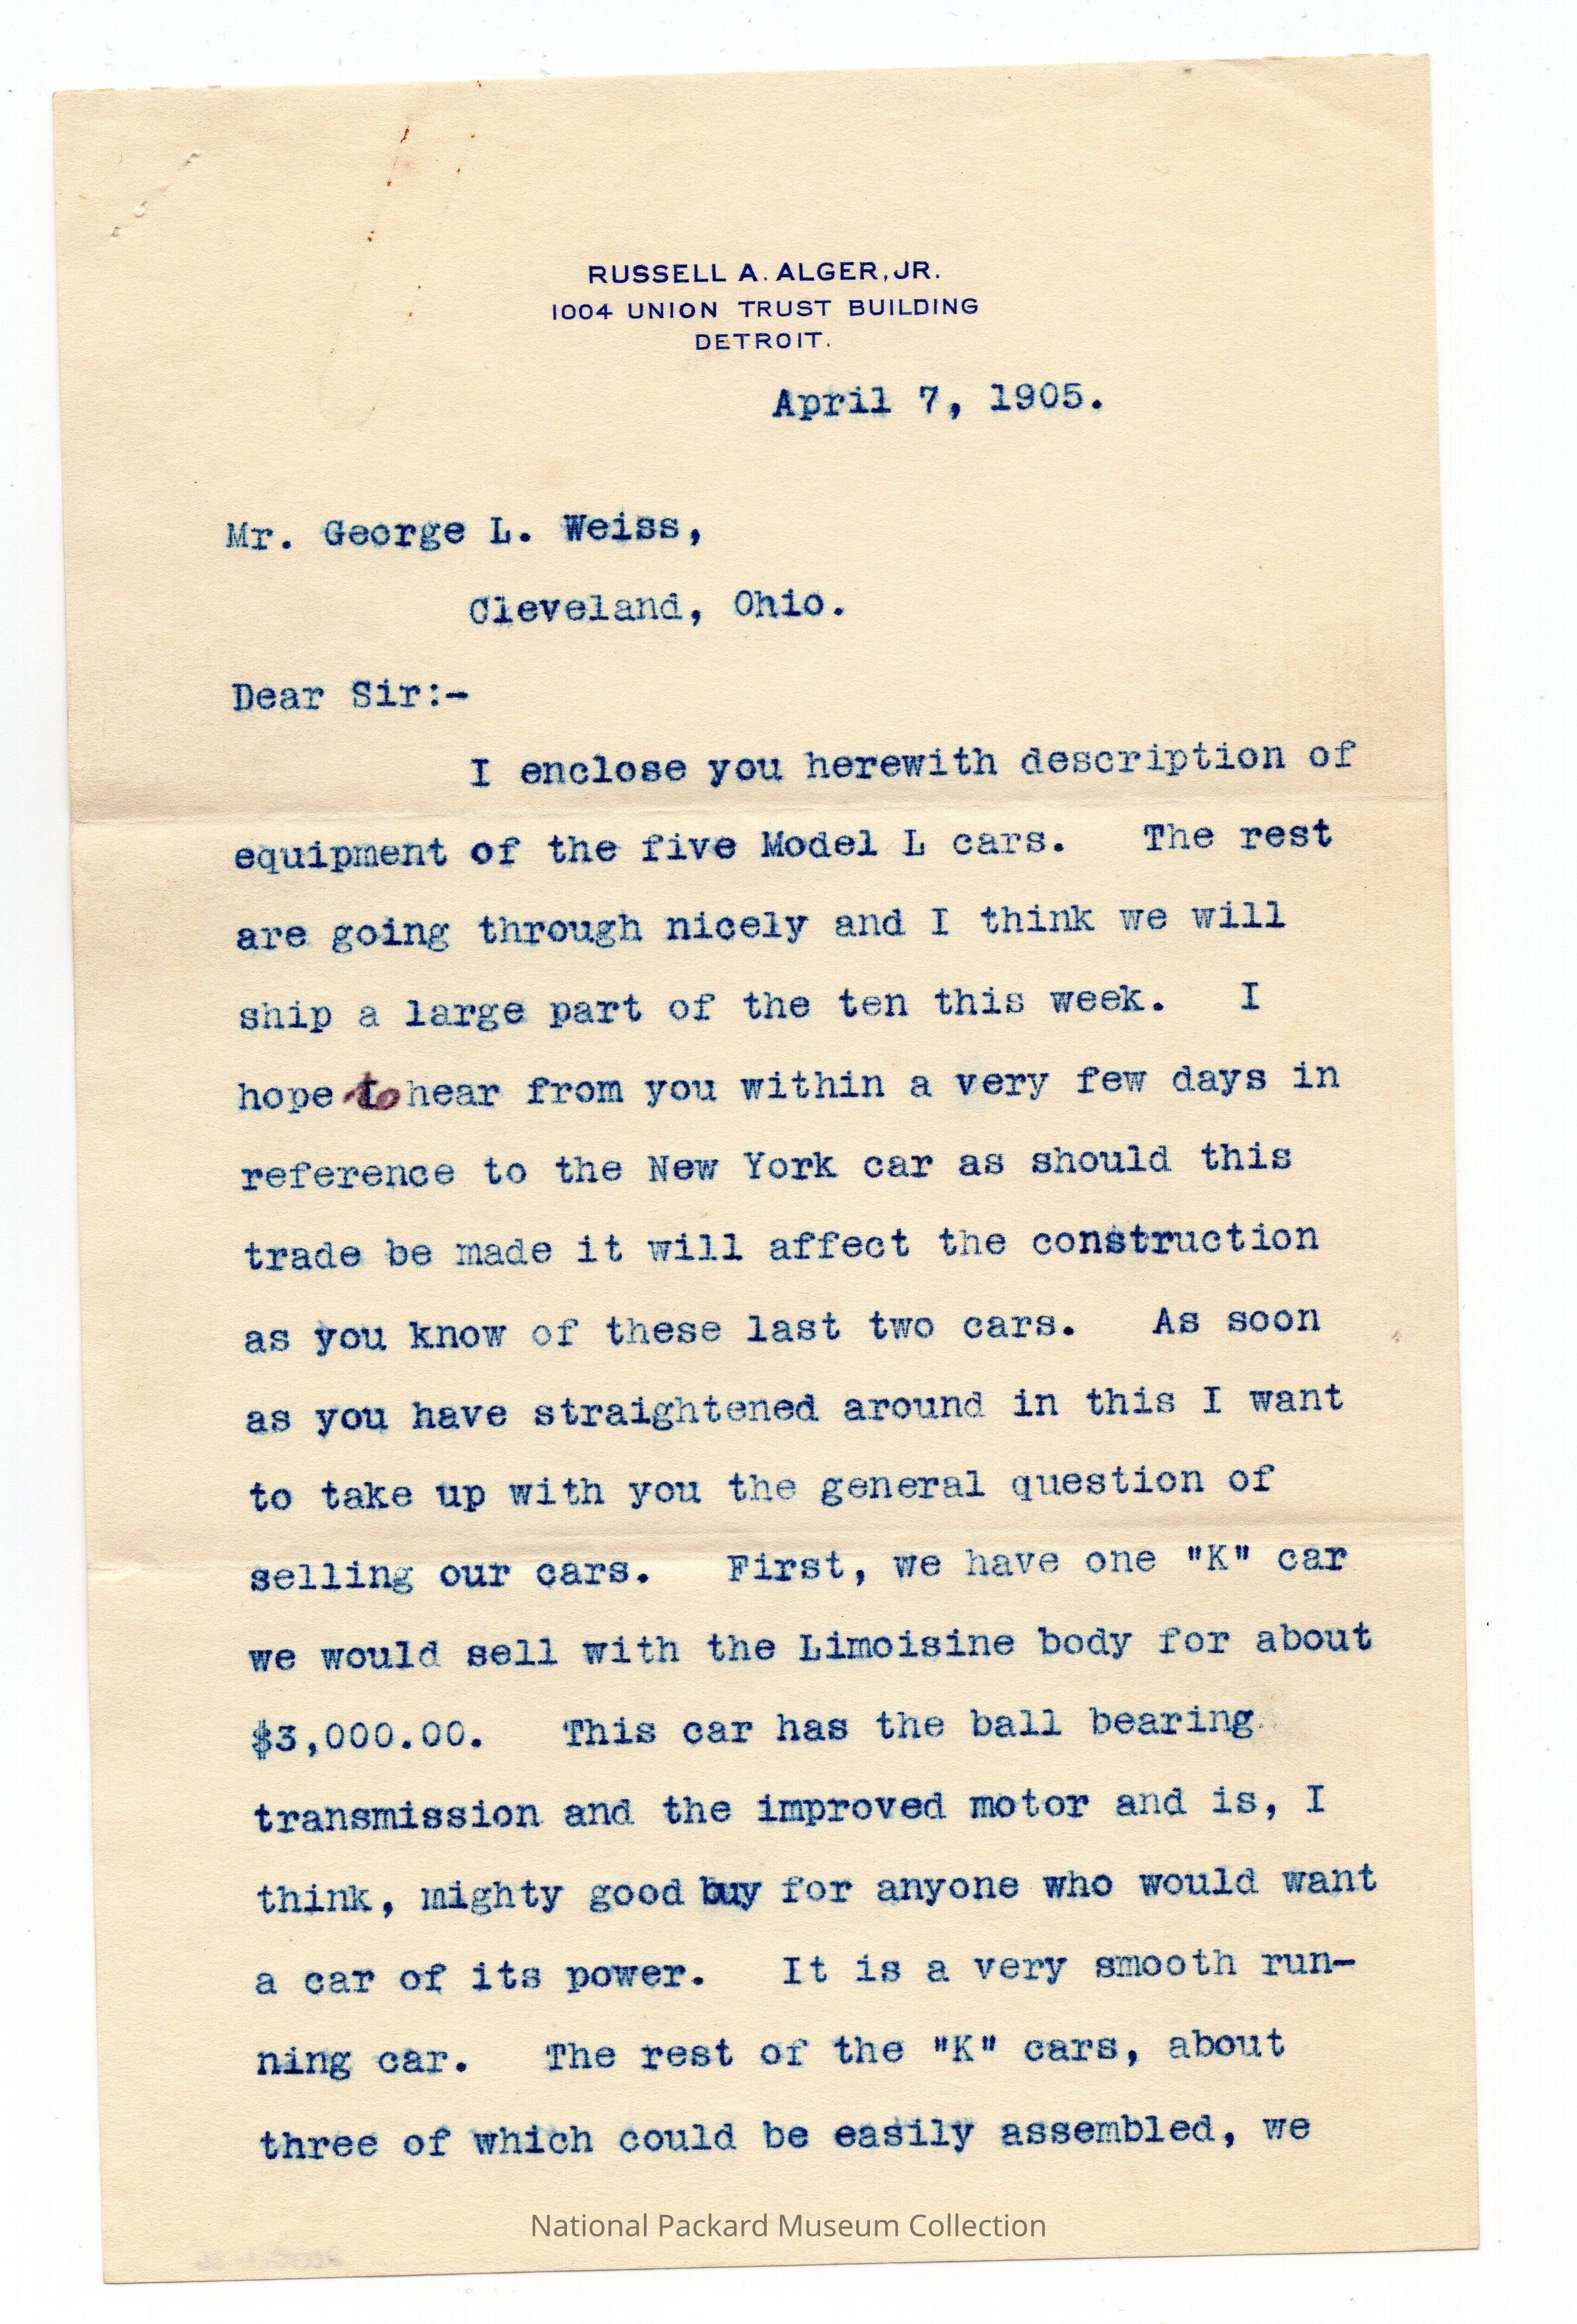 RUSSELL A. ALGER, JR.
1004 UNION TRUST BUILDING
DETROIT.
April 7, 1905.
Mr. George L. Weiss,
Cleveland, Ohio.
Dear Sir:-
I enclose you herewith description of
equipment of the five Model L cars. The rest
are going through nicely and I think we will
ship a large part of the ten this week. I
hope to hear from you within a very few days in
reference to the New York car as should this
trade be made it will affect the construction
as you know of these last two cars. As soon
as you have straightened around in this I want
to take up with you the general question of
selling our cars. First, we have one "K" car
we would sell with the Limoisine body for about
$3,000.00. This car has the ball bearing
transmission and the improved motor and is, I
think, mighty good buy for anyone who would want
a car of its power. It is a very smooth run-
ning car. The rest of the "K" cars, about
three of which could be easily assembled, we
National Packard Museum Collection